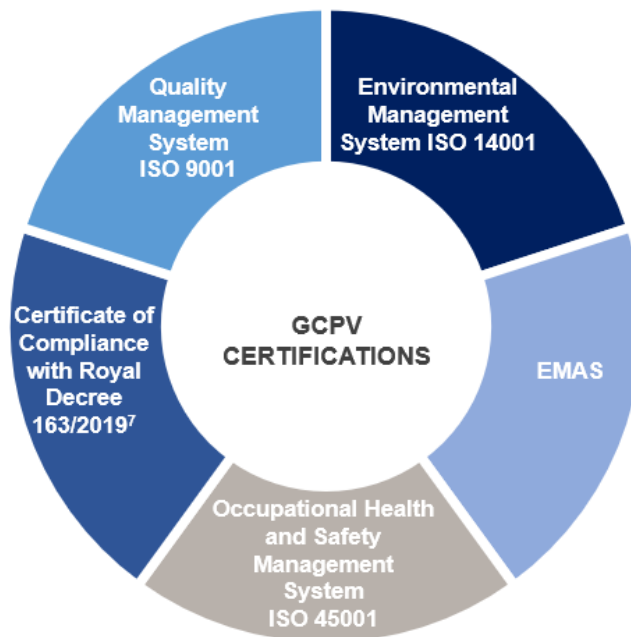 Quality
Management
System
ISO 9001
Environmental
Management
System ISO 14001
Certificate of
Compliance
with Royal
Decree
163/2019⁷
GCPV
CERTIFICATIONS
EMAS
Occupational Health
and Safety
Management
System
ISO 45001